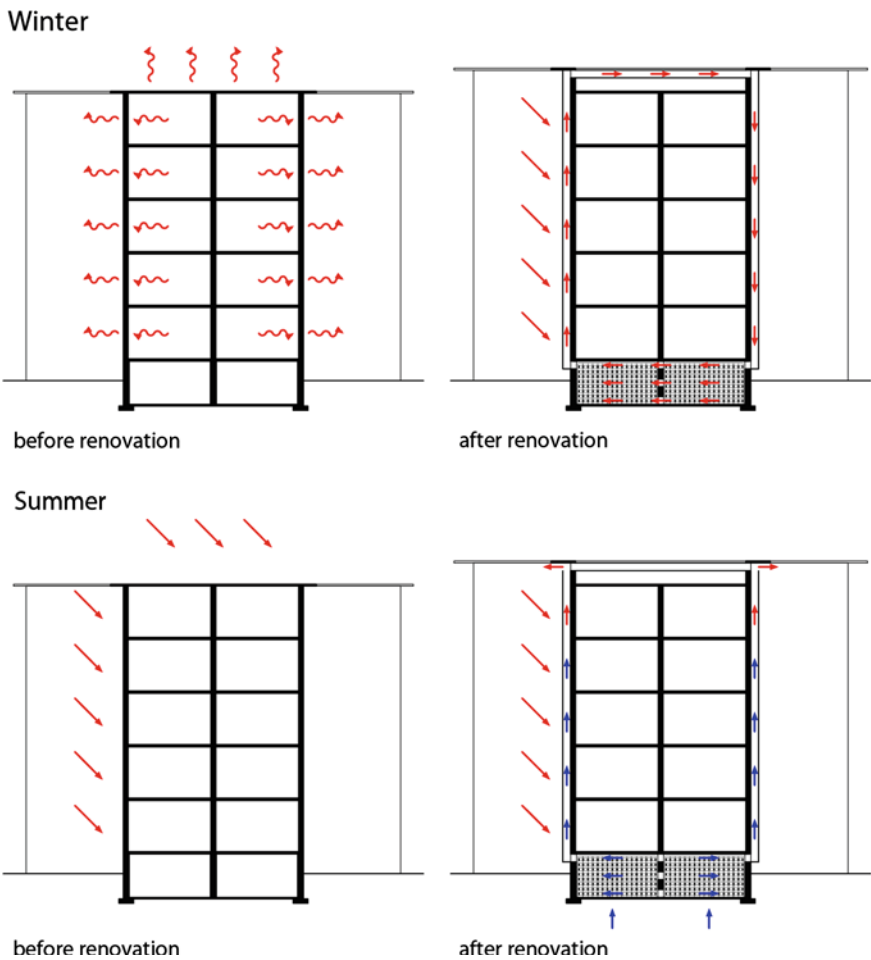 Winter
before renovation
after renovation
Summer
before renovation
after renovation